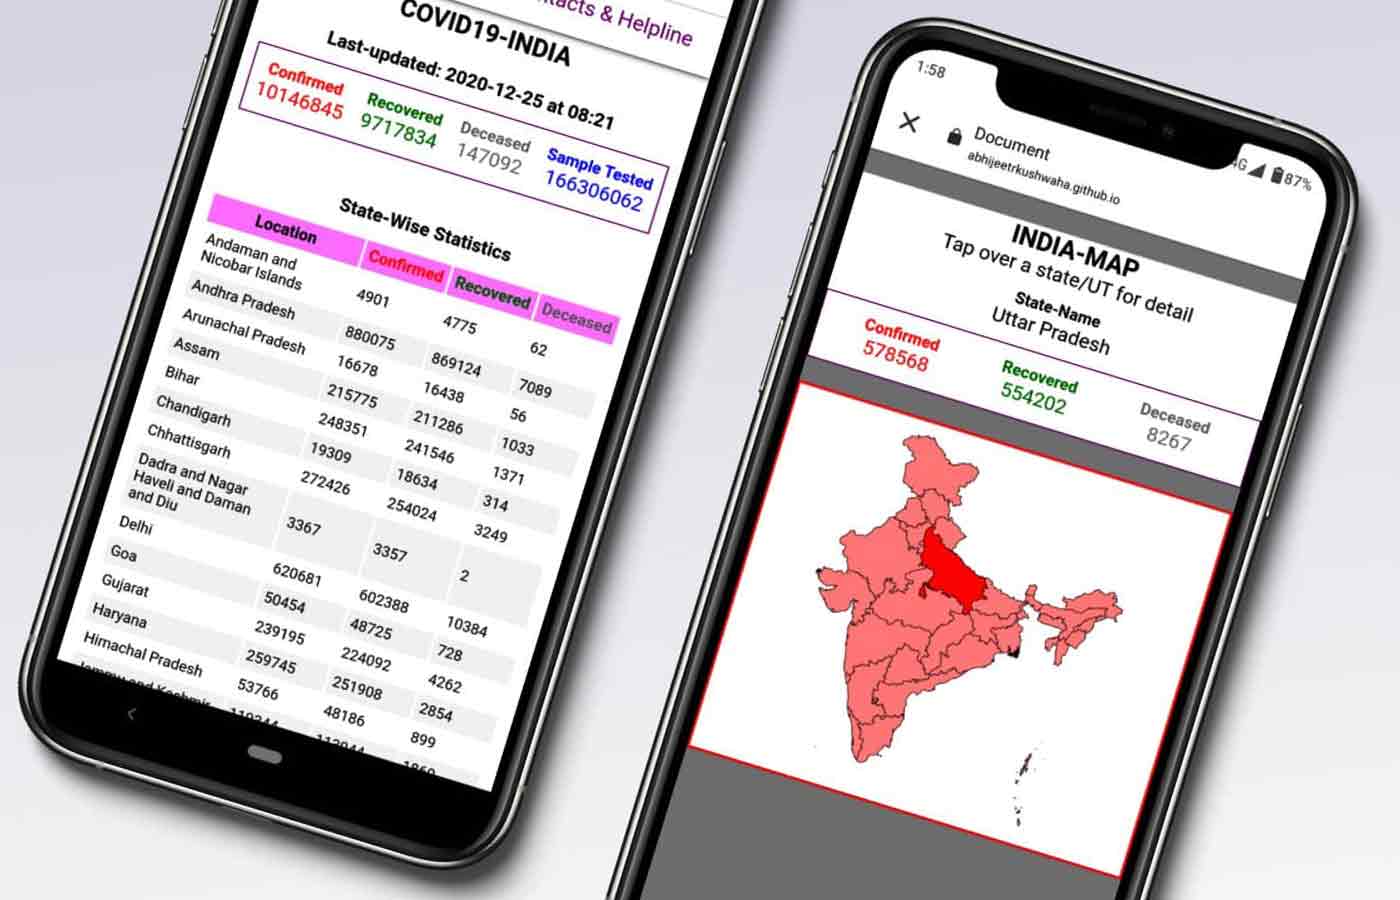 ntacts & Helpline
COVID19-INDIA
Last-updated: 2020-12-25 at 08:21
Confirmed Recovered Deceased Sample Tested
10146845 9717834 147092 166306062
State-Wise Statistics
Location Confirmed Recovered Deceased
Andaman and
Nicobar Islands 4901 4775 62
Andhra Pradesh 880075 869124 7089
Arunachal Pradesh 16678 16438 56
Assam 215775 211286 1033
Bihar 248351 241546 1371
Chandigarh 19309 18634 314
Chhattisgarh 272426 254024 3249
Dadra and Nagar
Haveli and Daman
and Diu 3367 3357 2
Delhi 620681 602388 10384
Goa 50454 48725 728
Gujarat 239195 224092 4262
Haryana 259745 251908 2854
Himachal Pradesh 53766 48186 899
Jammu and Kashmir
1:58
4G 87%
Document
abhijeetrkushwaha.github.io
INDIA-MAP
Tap over a state/UT for detail
State-Name
Uttar Pradesh
Confirmed Recovered Deceased
578568 554202 8267